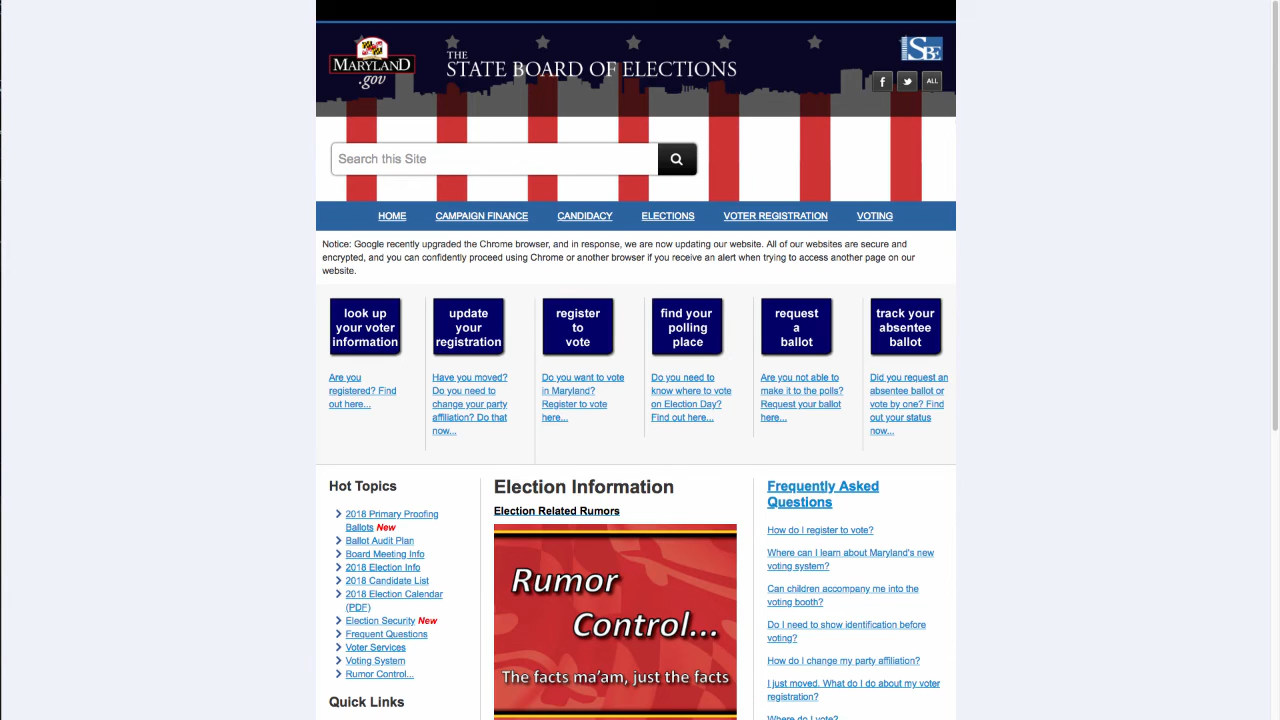 MARYLAND
.gov
THE
STATE BOARD OF ELECTIONS
SBE
f
ALL
Search this Site
HOME
CAMPAIGN FINANCE
CANDIDACY
ELECTIONS
VOTER REGISTRATION
VOTING
Notice: Google recently upgraded the Chrome browser, and in response, we are now updating our website. All of our websites are secure and
encrypted, and you can confidently proceed using Chrome or another browser if you receive an alert when trying to access another page on our
website.
look up
your voter
information
Are you
registered? Find
out here...
update
your
registration
Have you moved?
Do you need to
change your party
affiliation? Do that
now...
register
to
vote
Do you want to vote
in Maryland?
Register to vote
here...
find your
polling
place
Do you need to
know where to vote
on Election Day?
Find out here...
request
a
ballot
Are you not able to
make it to the polls?
Request your ballot
here...
track your
absentee
ballot
Did you request an
absentee ballot or
vote by one? Find
out your status
now...
Hot Topics
2018 Primary Proofing
Ballots New
Ballot Audit Plan
Board Meeting Info
2018 Election Info
2018 Candidate List
2018 Election Calendar
(PDF)
Election Security New
Frequent Questions
Voter Services
Voting System
Rumor Control...
Quick Links
Election Information
Election Related Rumors
Rumor
Control...
The facts ma'am, just the facts
Frequently Asked
Questions
How do I register to vote?
Where can I learn about Maryland's new
voting system?
Can children accompany me into the
voting booth?
Do I need to show identification before
voting?
How do I change my party affiliation?
I just moved. What do I do about my voter
registration?
Where do I vote?